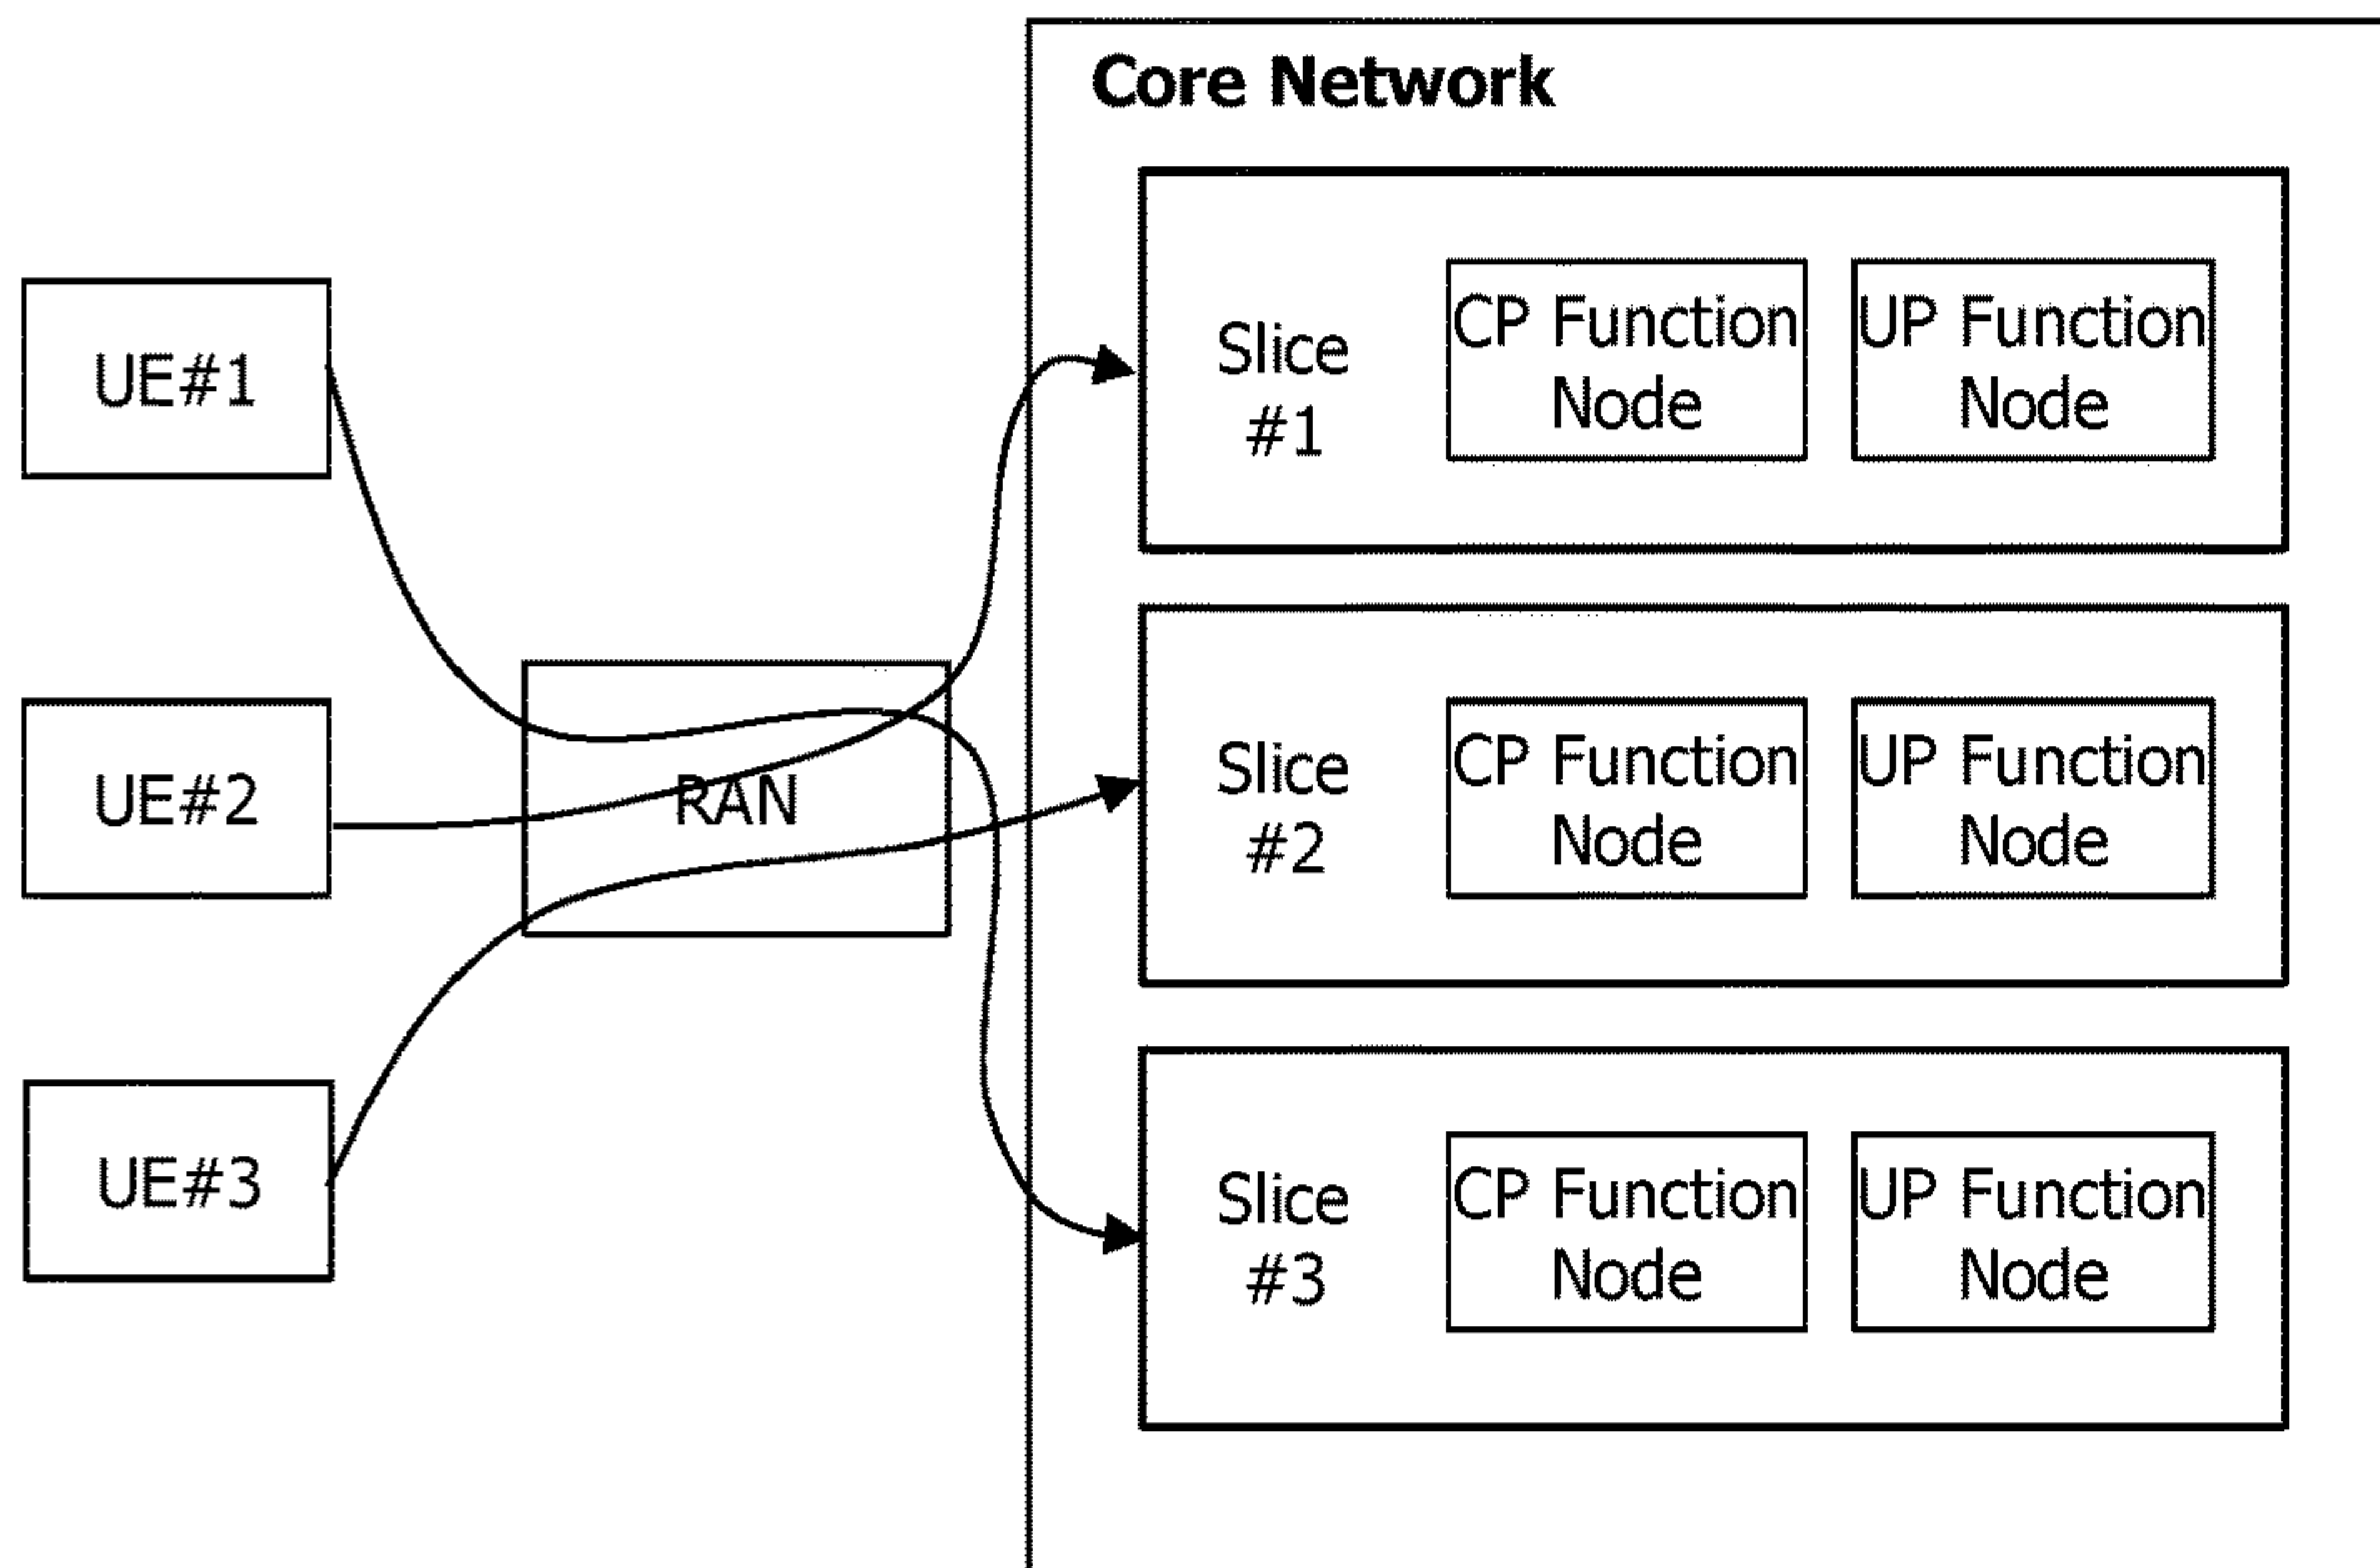 Core Network
UE#1
UE#2
UE#3
RAN
Slice
#1
CP Function
Node
UP Function
Node
Slice
#2
CP Function
Node
UP Function
Node
Slice
#3
CP Function
Node
UP Function
Node